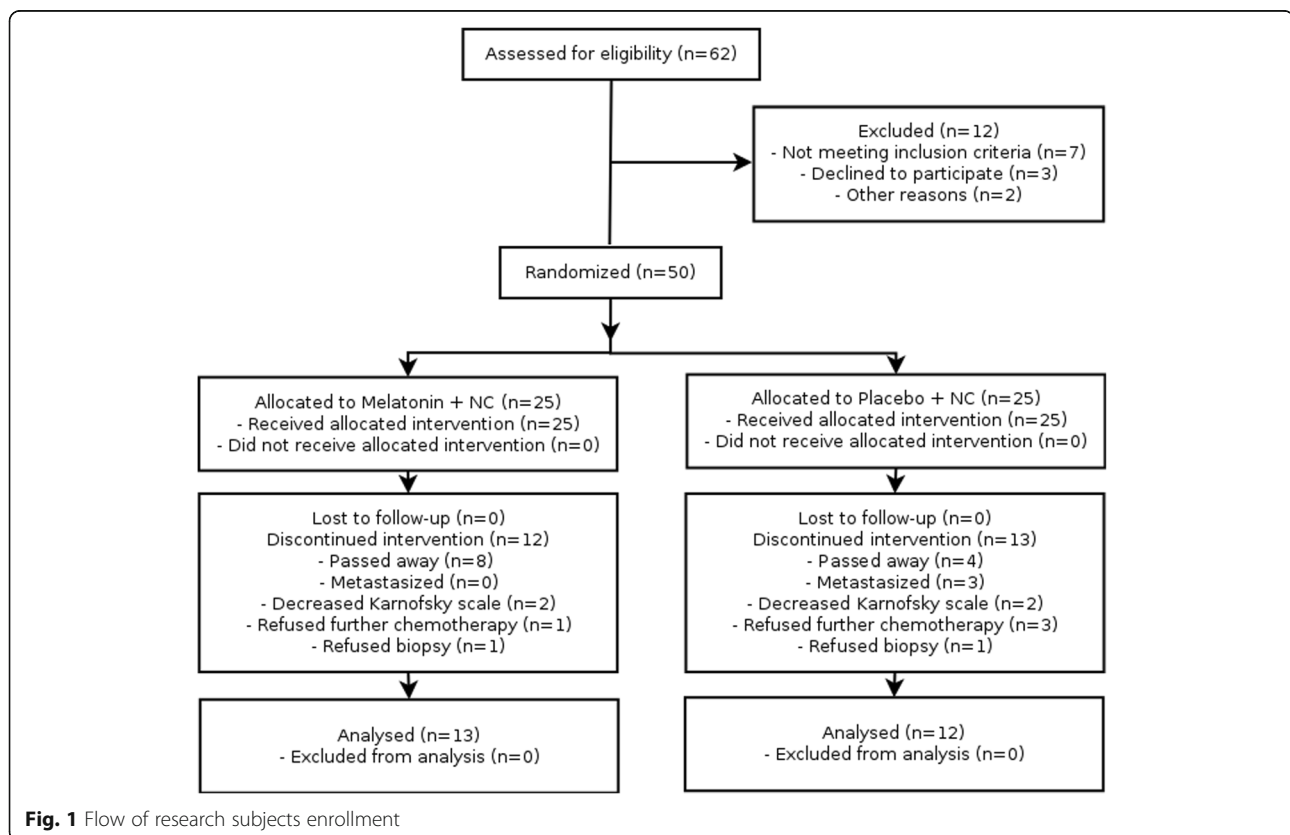 Assessed for eligibility (n=62)
Excluded (n=12)
- Not meeting inclusion criteria (n=7)
- Declined to participate (n=3)
- Other reasons (n=2)
Randomized (n=50)
Allocated to Melatonin + NC (n=25)
- Received allocated intervention (n=25)
- Did not receive allocated intervention (n=0)
Allocated to Placebo + NC (n=25)
- Received allocated intervention (n=25)
- Did not receive allocated intervention (n=0)
Lost to follow-up (n=0)
Discontinued intervention (n=12)
- Passed away (n=8)
- Metastasized (n=0)
- Decreased Karnofsky scale (n=2)
- Refused further chemotherapy (n=1)
- Refused biopsy (n=1)
Lost to follow-up (n=0)
Discontinued intervention (n=13)
- Passed away (n=4)
- Metastasized (n=3)
- Decreased Karnofsky scale (n=2)
- Refused further chemotherapy (n=3)
- Refused biopsy (n=1)
Analysed (n=13)
- Excluded from analysis (n=0)
Analysed (n=12)
- Excluded from analysis (n=0)
Fig. 1 Flow of research subjects enrollment